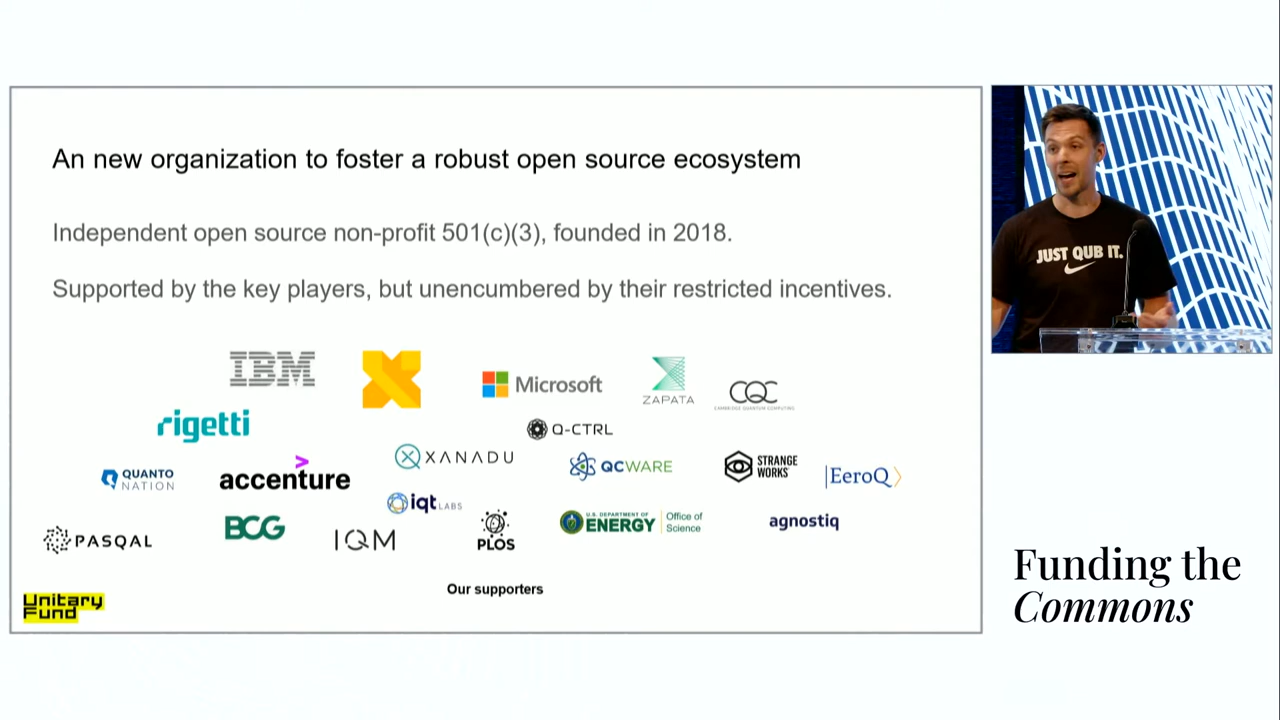 An new organization to foster a robust open source ecosystem
Independent open source non-profit 501(c)(3), founded in 2018.
Supported by the key players, but unencumbered by their restricted incentives.
IBM
Microsoft
ZAPATA
CQC
CAMBRIDGE QUANTUM COMPUTING
rigetti
Q-CTRL
XANADU
QUANTO
NATION
accenture
QCWARE
STRANGE
WORKS
EeroQ
iqt LABS
PASQAL
BCG
IQM
PLOS
U.S. DEPARTMENT OF
ENERGY
Office of
Science
agnostiq
Our supporters
Unitary
Fund
JUST QUB IT.
Funding the
Commons